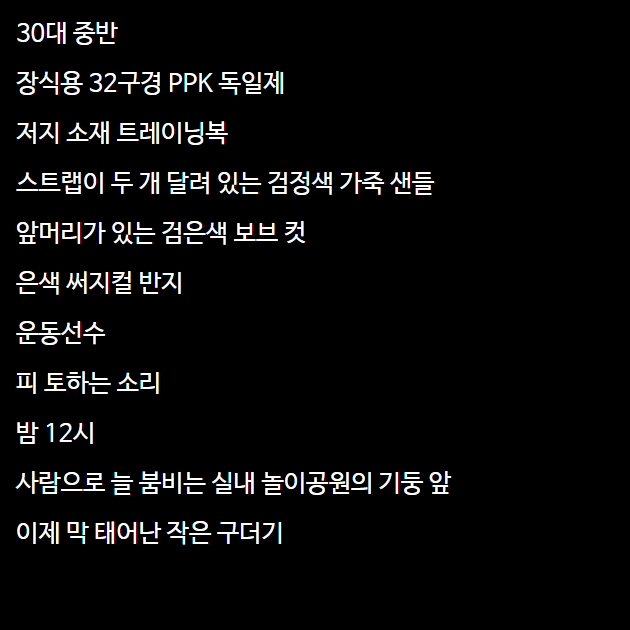 30대 중반
장식용 32구경 PPK 독일제
저지 소재 트레이닝복
스트랩이 두 개 달려 있는 검정색 가죽 샌들
앞머리가 있는 검은색 보브 컷
은색 써지컬 반지
운동선수
피 토하는 소리
밤 12시
사람으로 늘 붐비는 실내 놀이공원의 기둥 앞
이제 막 태어난 작은 구더기